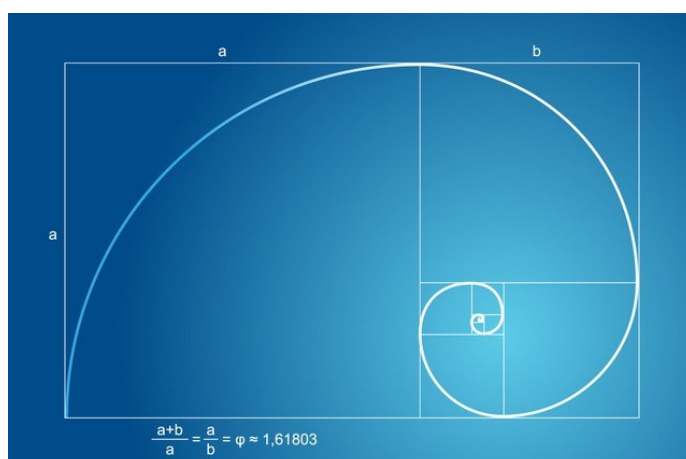 a
b
a
a+b/a = a/b = φ ≈ 1,61803